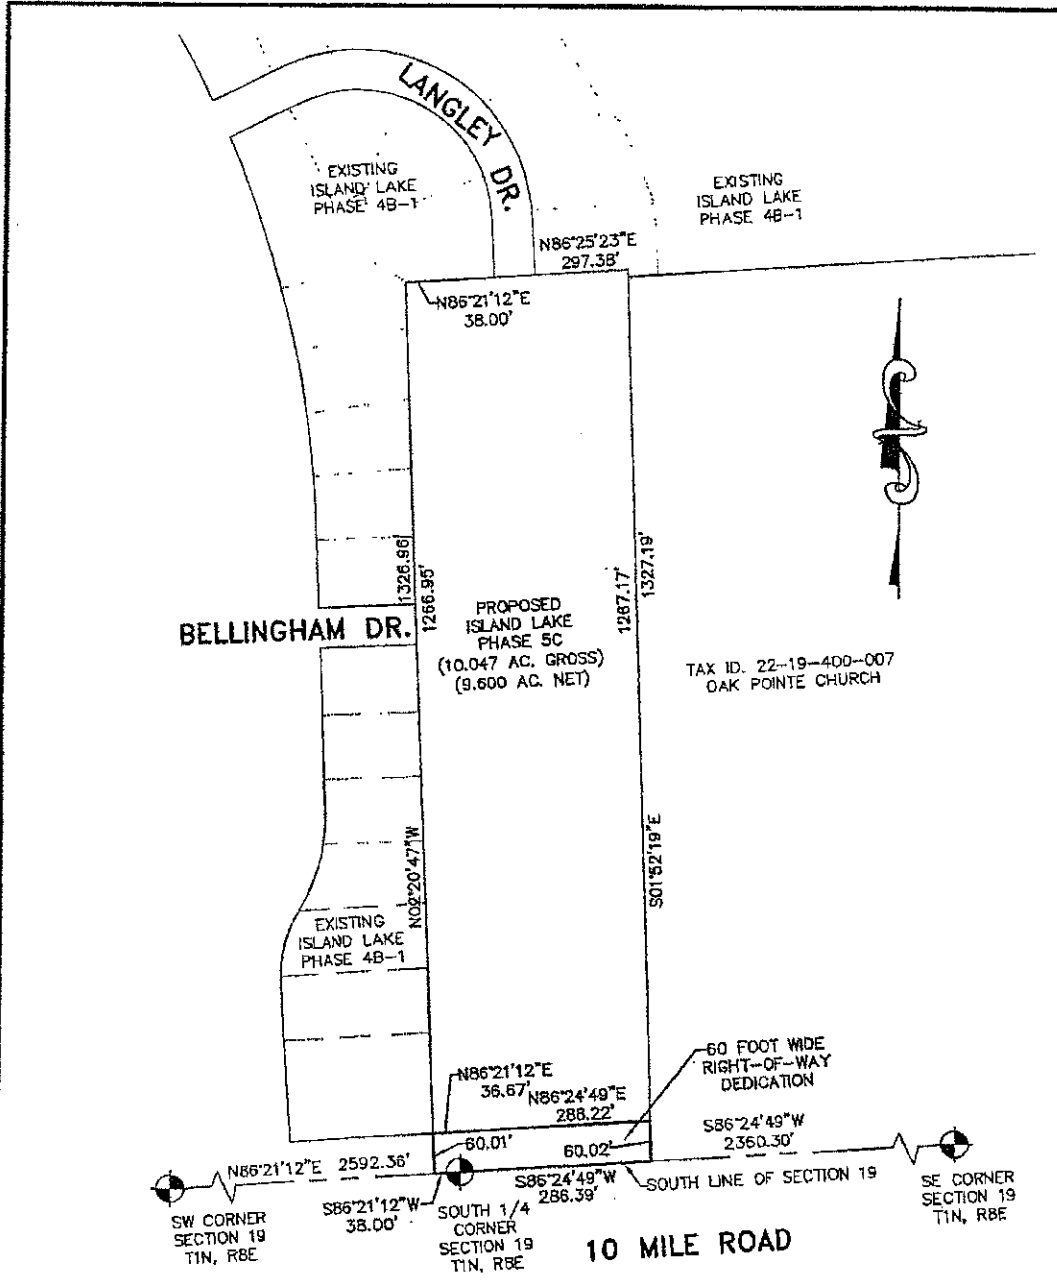 LANGLEY DR.
EXISTING
ISLAND LAKE
PHASE 4B-1
EXISTING
ISLAND LAKE
PHASE 4B-1
N86°25'23"E
297.38'
N86°21'12"E
38.00'
1326.96'
1266.95'
1267.17'
1327.19'
PROPOSED
ISLAND LAKE
PHASE 5C
(10.047 AC. GROSS)
(9.600 AC. NET)
BELLINGHAM DR.
TAX ID. 22-19-400-007
OAK POINTE CHURCH
N02°20'47"W
S01°52'19"E
EXISTING
ISLAND LAKE
PHASE 4B-1
60 FOOT WIDE
RIGHT-OF-WAY
DEDICATION
N86°21'12"E
36.67'
N86°24'49"E
288.22'
S86°24'49"W
2360.30'
60.01'
60.02'
N86°21'12"E 2592.36'
S86°21'12"W
38.00'
S86°24'49"W
286.39'
SOUTH LINE OF SECTION 19
SW CORNER
SECTION 19
T1N, R8E
SOUTH 1/4
CORNER
SECTION 19
T1N, R8E
SE CORNER
SECTION 19
T1N, R8E
10 MILE ROAD